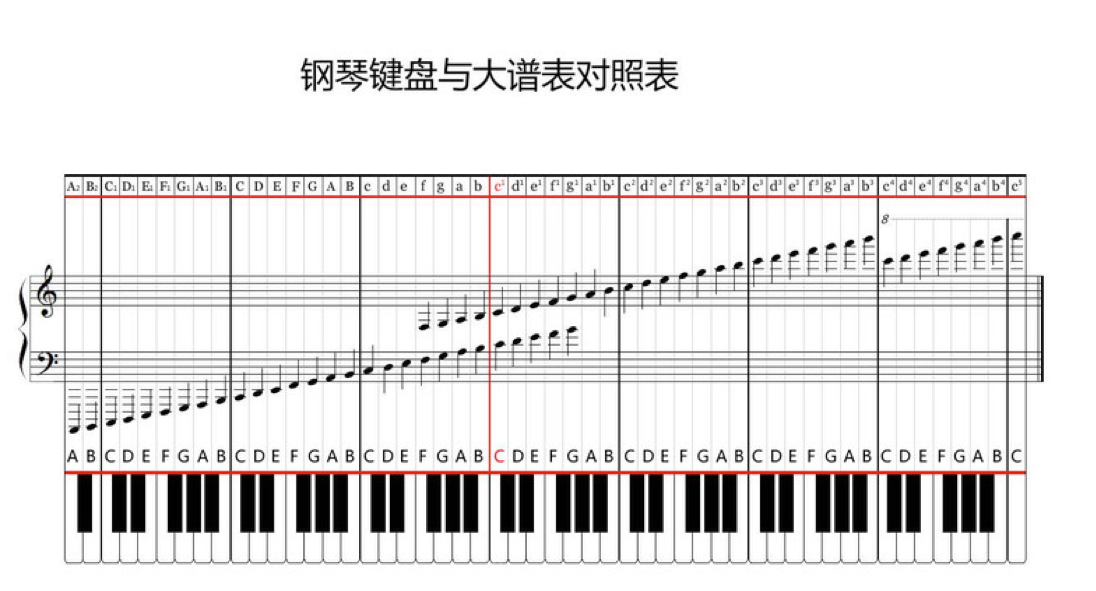 钢琴键盘与大谱表对照表
A₂ B₂ C₁ D₁ E₁ F₁ G₁ A₁ B₁ C D E F G A B c d e f g a b c¹ d¹ e¹ f¹ g¹ a¹ b¹ c² d² e² f² g² a² b² c³ d³ e³ f³ g³ a³ b³ c⁴ d⁴ e⁴ f⁴ g⁴ a⁴ b⁴ c⁵
8
A B C D E F G A B C D E F G A B C D E F G A B C D E F G A B C D E F G A B C D E F G A B C D E F G A B C